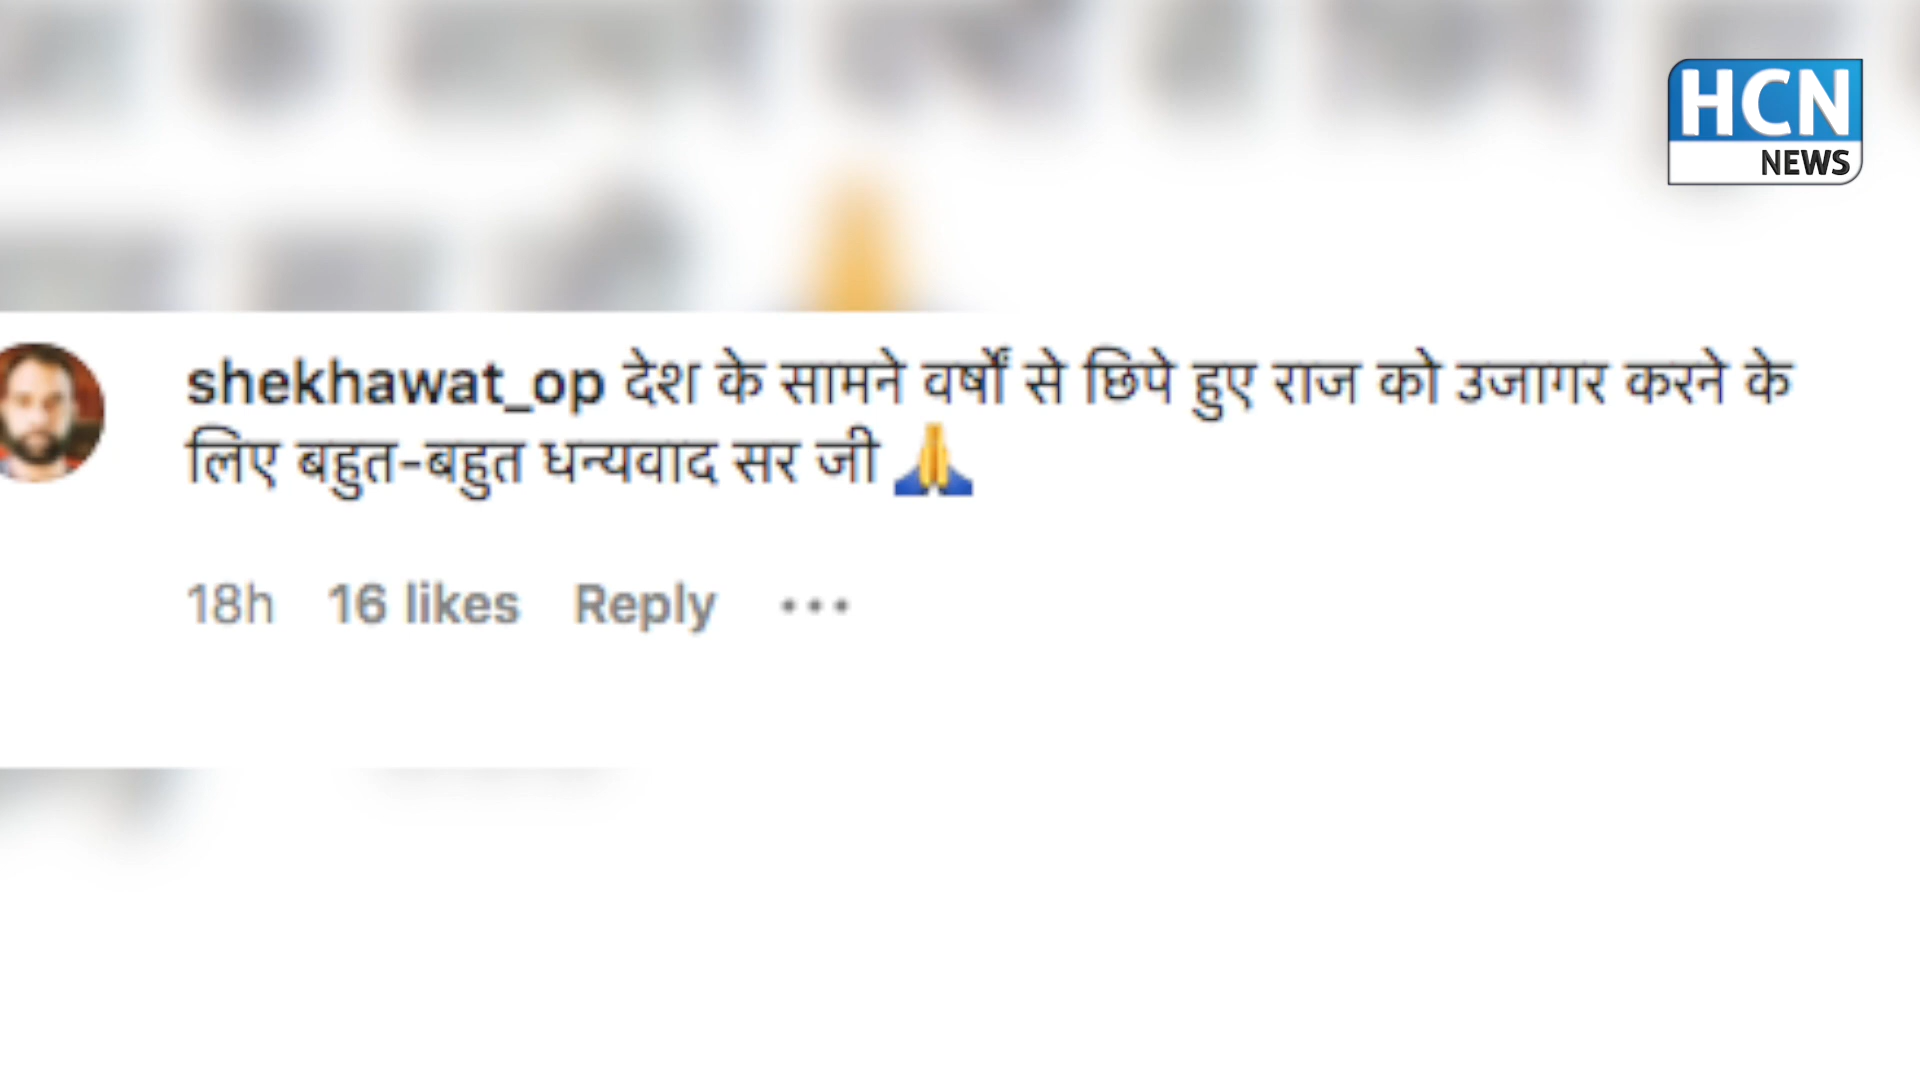 HCN
NEWS
shekhawat_op देश के सामने वर्षों से छिपे हुए राज को उजागर करने के
लिए बहुत-बहुत धन्यवाद सर जी 🙏
18h 16 likes Reply •••